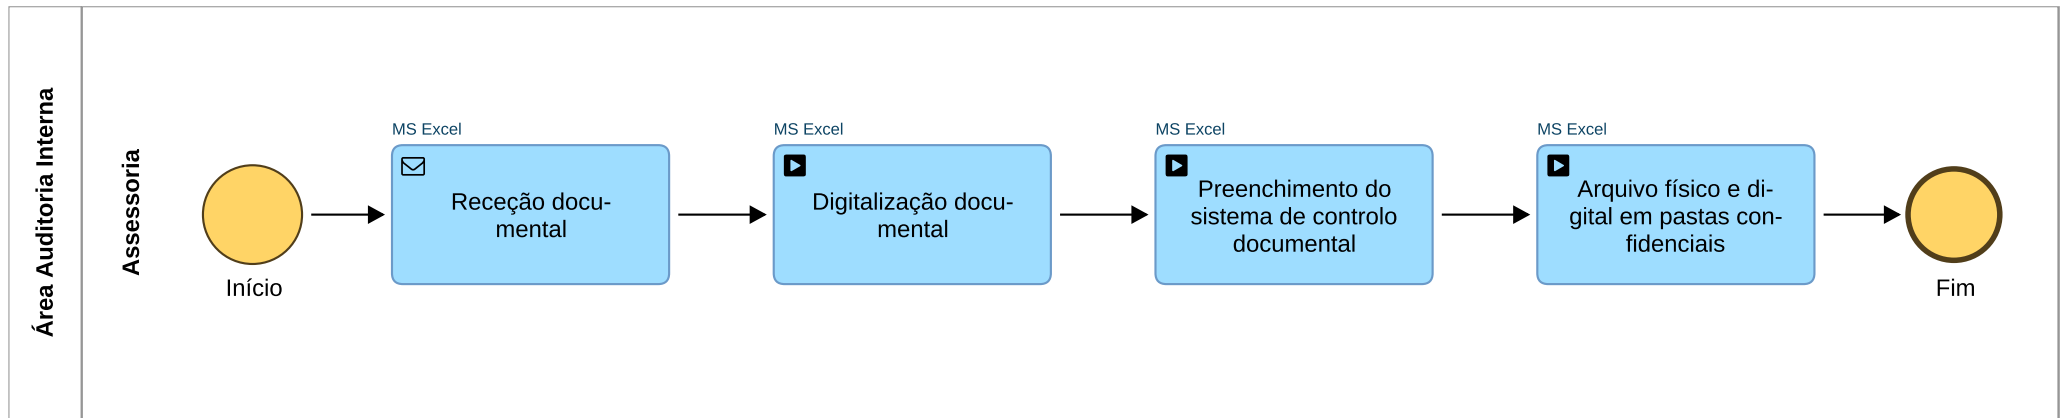 Área Auditoria Interna
Assessoria
Início
MS Excel
Receção docu-
mental
MS Excel
Digitalização docu-
mental
MS Excel
Preenchimento do
sistema de controlo
documental
MS Excel
Arquivo físico e di-
gital em pastas con-
fidenciais
Fim